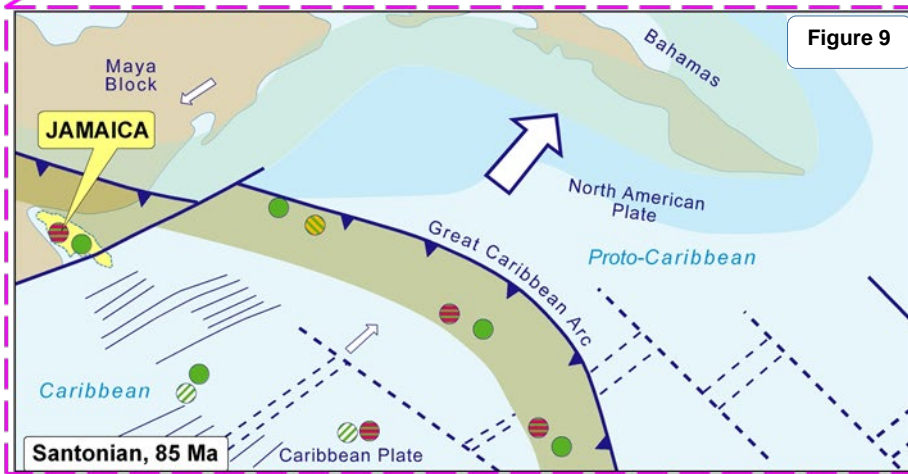 Figure 9
Maya
Block
Bahamas
JAMAICA
North American
Plate
Great Caribbean Arc
Proto-Caribbean
Caribbean
Santonian, 85 Ma
Caribbean Plate